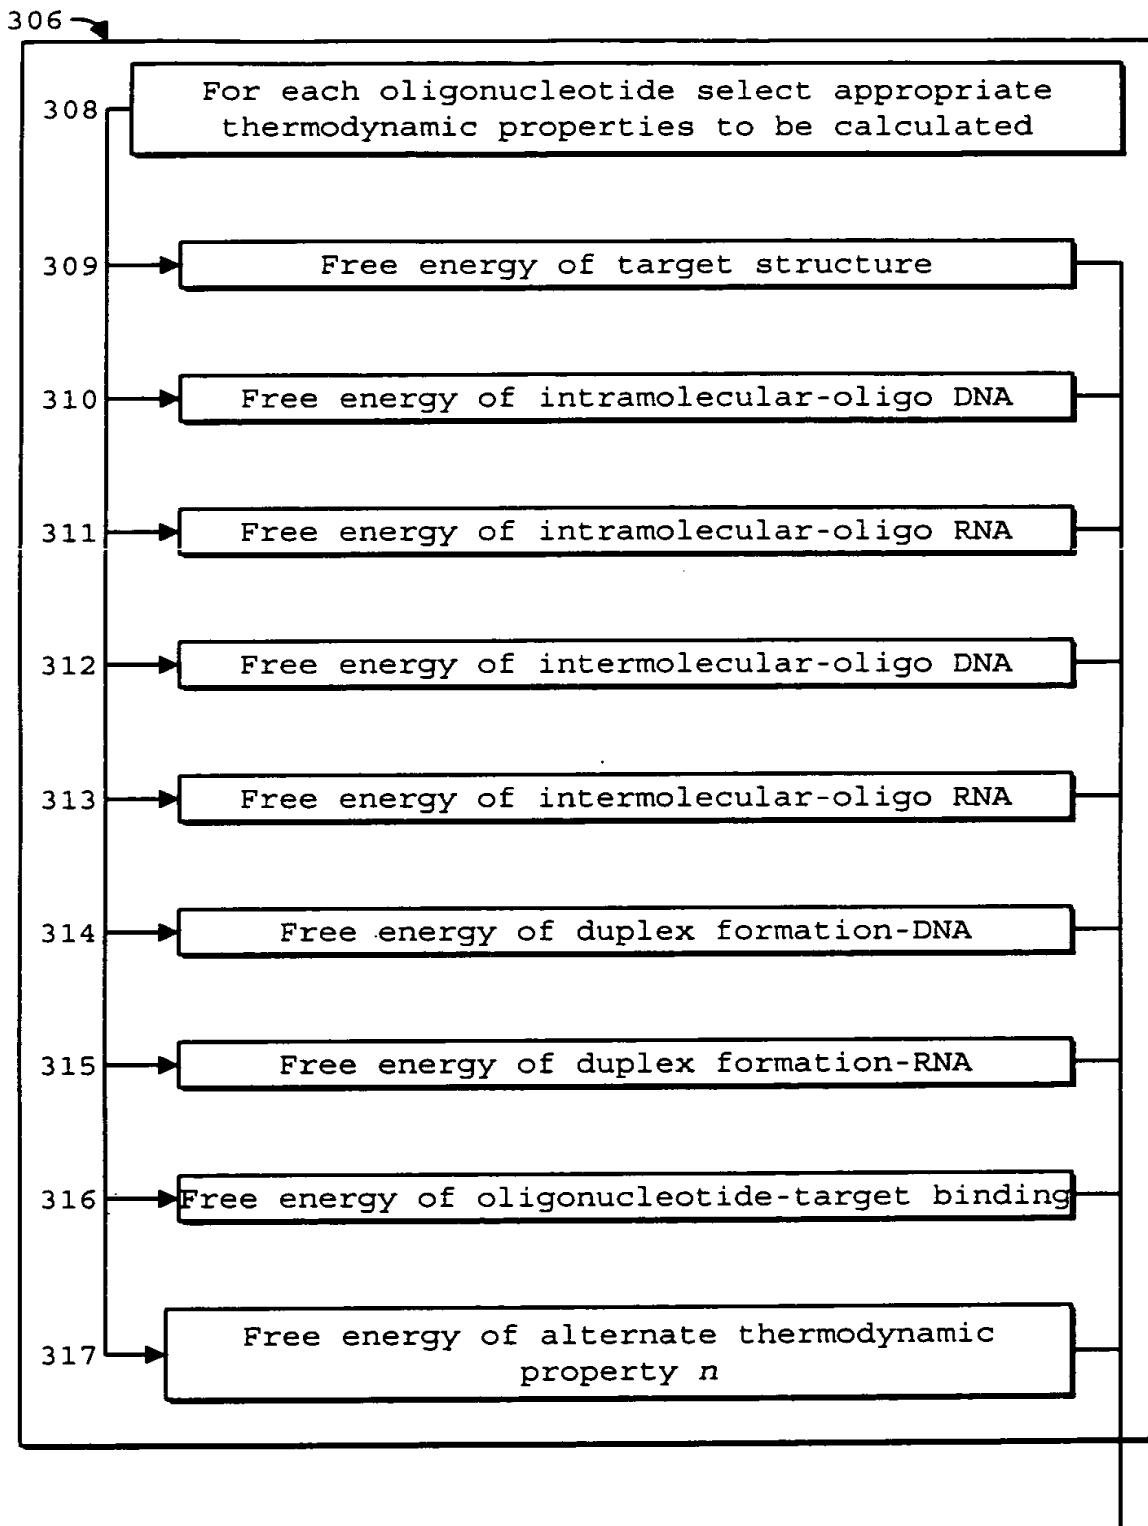 306
308
For each oligonucleotide select appropriate
thermodynamic properties to be calculated
309
Free energy of target structure
310
Free energy of intramolecular-oligo DNA
311
Free energy of intramolecular-oligo RNA
312
Free energy of intermolecular-oligo DNA
313
Free energy of intermolecular-oligo RNA
314
Free energy of duplex formation-DNA
315
Free energy of duplex formation-RNA
316
Free energy of oligonucleotide-target binding
317
Free energy of alternate thermodynamic
property n